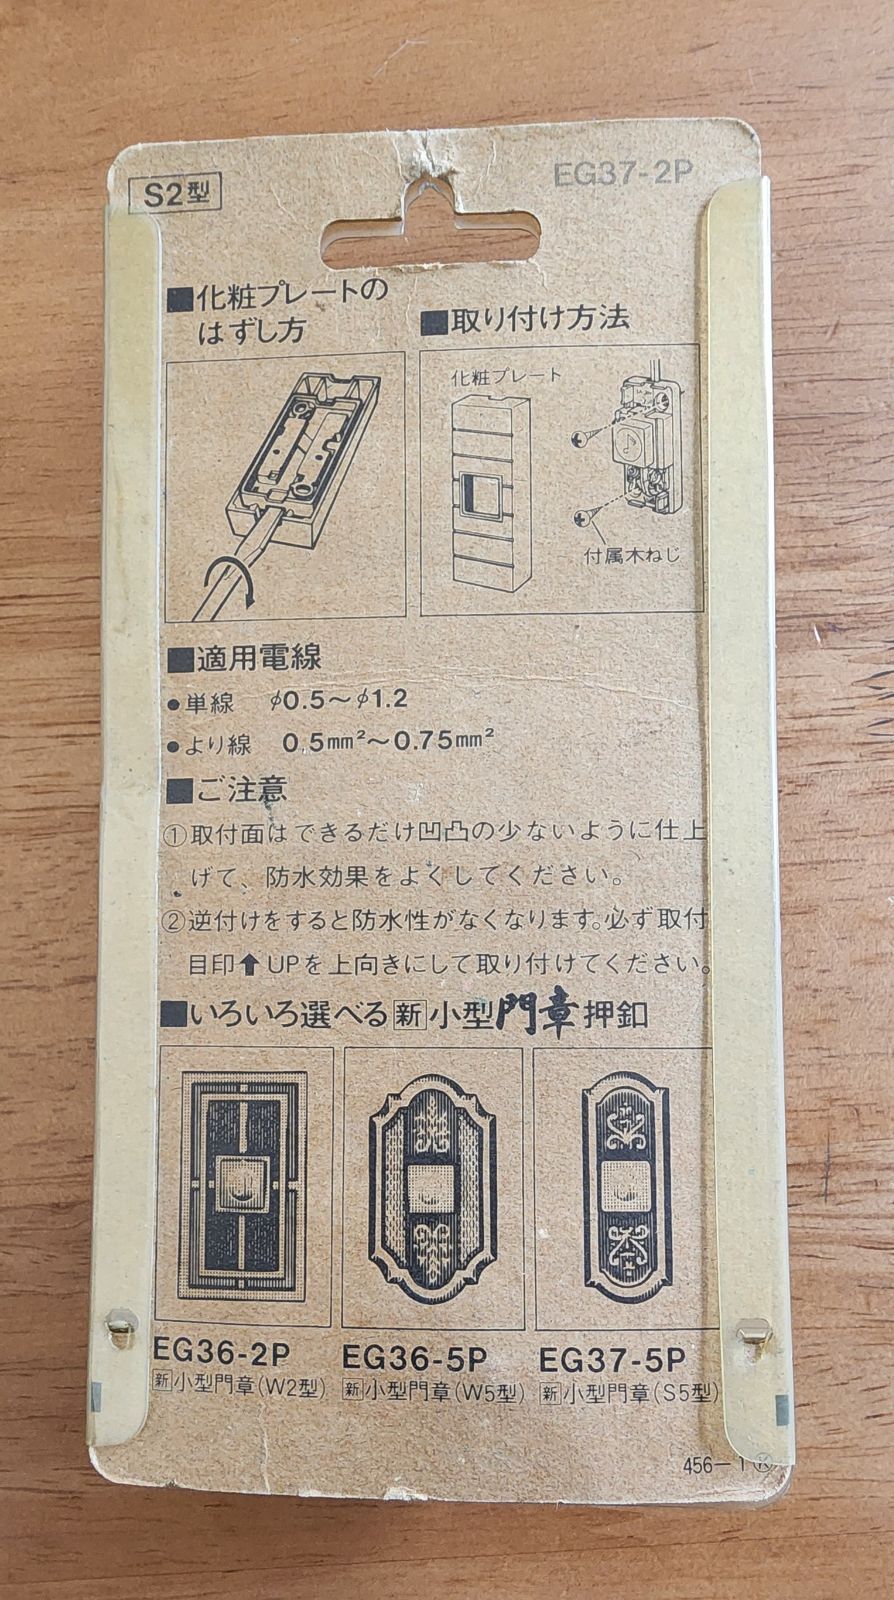 S2型
EG37-2P
■化粧プレートの
はずし方
■取り付け方法
化粧プレート
付属木ねじ
■適用電線
●単線 φ0.5～φ1.2
●より線 0.5mm²～0.75mm²
■ご注意
①取付面はできるだけ凹凸の少ないように仕上
げて、防水効果をよくしてください。
②逆付けをすると防水性がなくなります。必ず取付
目印⬆UPを上向きにして取り付けてください。
■いろいろ選べる新小型門章押釦
EG36-2P
新小型門章(W2型)
EG36-5P
新小型門章(W5型)
EG37-5P
新小型門章(S5型)
456-1Ⓚ